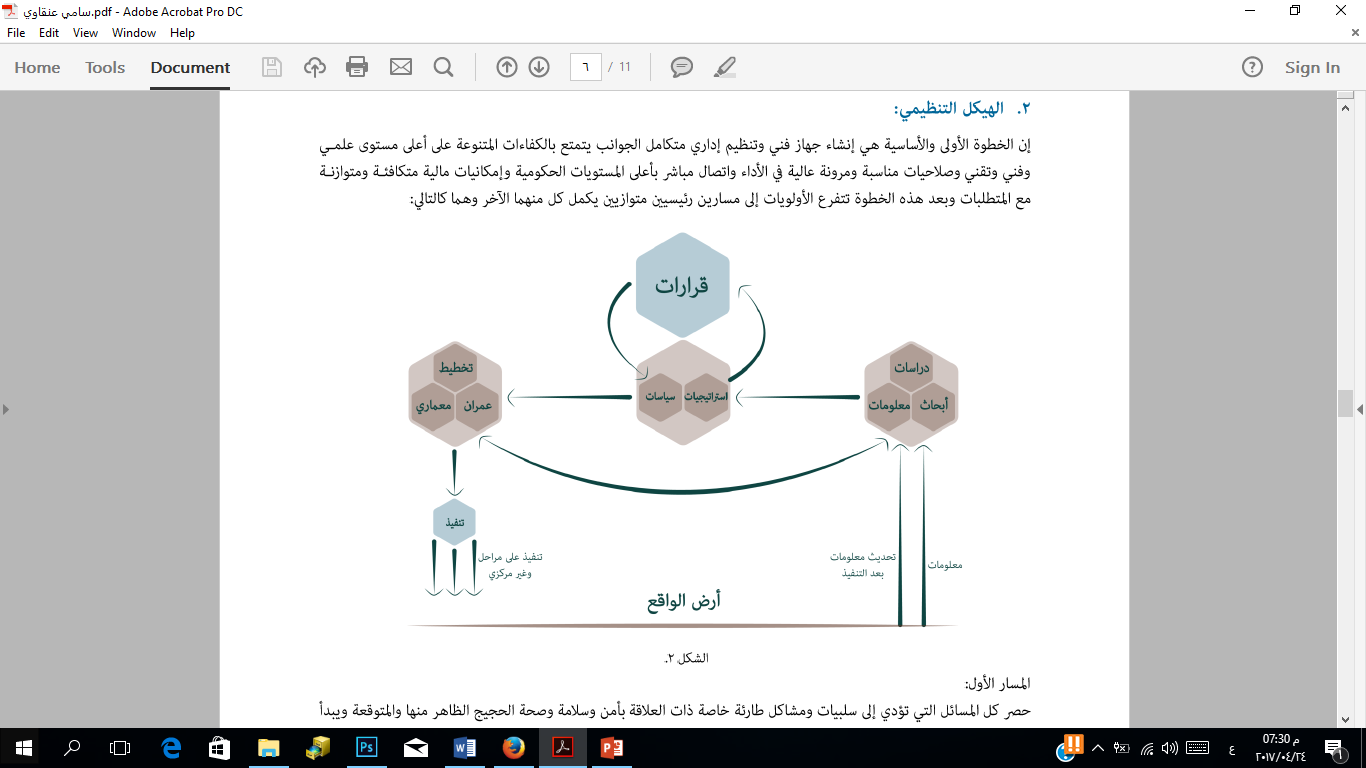 سامي عنقاوي.pdf - Adobe Acrobat Pro DC
File Edit View Window Help
Home Tools Document ٦ / 11 Sign In
٢. الهيكل التنظيمي:
إن الخطوة الأولى والأساسية هي إنشاء جهاز فني وتنظيم إداري متكامل الجوانب يتمتع بالكفاءات المتنوعة على أعلى مستوى علمـي
وفني وتقني وصلاحيات مناسبة ومرونة عالية في الأداء واتصال مباشر بأعلى المستويات الحكومية وإمكانيات مالية متكافئـة ومتوازنـة
مع المتطلبات وبعد هذه الخطوة تتفرع الأولويات إلى مسارين رئيسيين متوازيين يكمل كل منهما الآخر وهما كالتالي:
قرارات
دراسات
أبحاث معلومات
استراتيجيات سياسات
تخطيط
عمران معماري
تنفيذ
معلومات
تحديث معلومات
بعد التنفيذ
تنفيذ على مراحل
وغير مركزي
أرض الواقع
الشكل ٢.
المسار الأول:
حصر كل المسائل التي تؤدي إلى سلبيات ومشاكل طارئة خاصة ذات العلاقة بأمن وسلامة وصحة الحجيج الظاهر منها والمتوقعة ويبدأ
07:30 م
٢٠١٧/٠٤/٢٤
ع
1